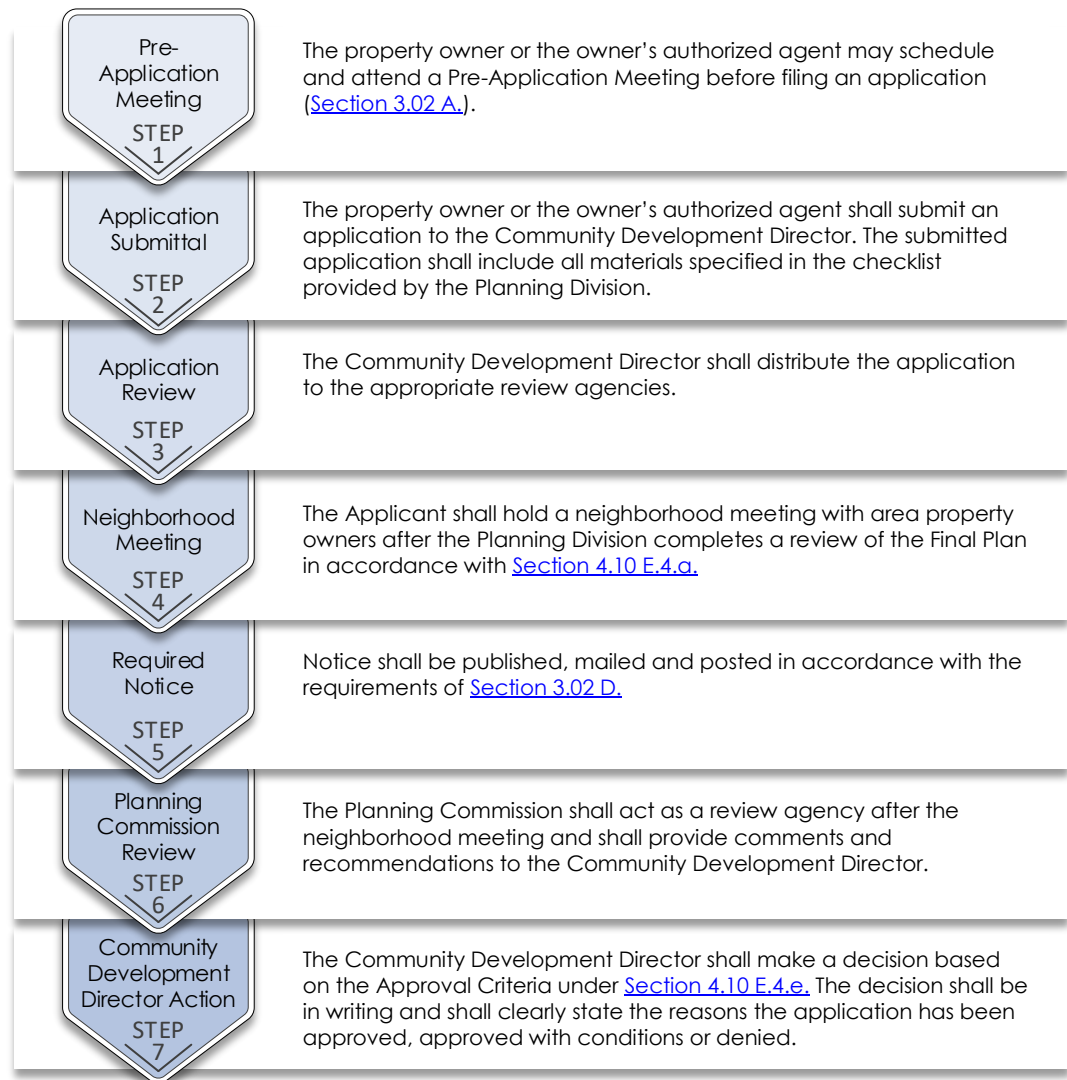 Pre-
Application
Meeting
STEP
1
The property owner or the owner’s authorized agent may schedule
and attend a Pre-Application Meeting before filing an application
(Section 3.02 A.).
Application
Submittal
STEP
2
The property owner or the owner’s authorized agent shall submit an
application to the Community Development Director. The submitted
application shall include all materials specified in the checklist
provided by the Planning Division.
Application
Review
STEP
3
The Community Development Director shall distribute the application
to the appropriate review agencies.
Neighborhood
Meeting
STEP
4
The Applicant shall hold a neighborhood meeting with area property
owners after the Planning Division completes a review of the Final Plan
in accordance with Section 4.10 E.4.a.
Required
Notice
STEP
5
Notice shall be published, mailed and posted in accordance with the
requirements of Section 3.02 D.
Planning
Commission
Review
STEP
6
The Planning Commission shall act as a review agency after the
neighborhood meeting and shall provide comments and
recommendations to the Community Development Director.
Community
Development
Director Action
STEP
7
The Community Development Director shall make a decision based
on the Approval Criteria under Section 4.10 E.4.e. The decision shall be
in writing and shall clearly state the reasons the application has been
approved, approved with conditions or denied.